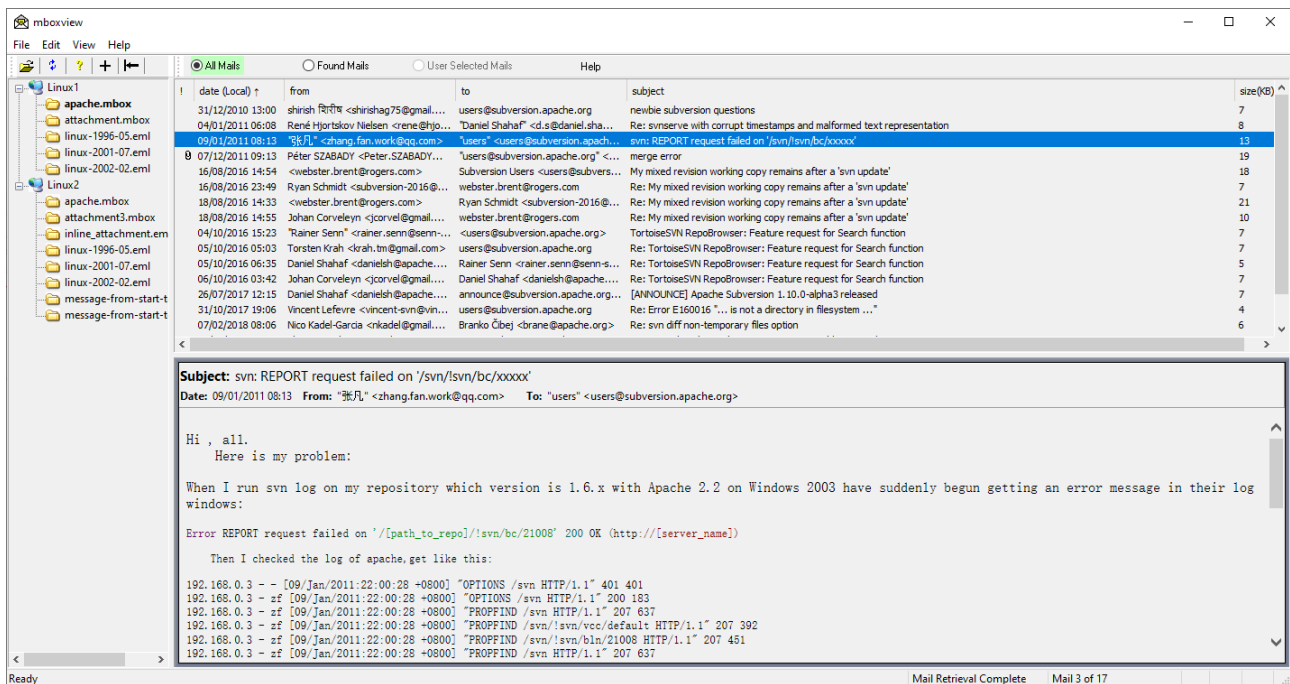 mboxview
File Edit View Help
All Mails Found Mails User Selected Mails Help
Linux1
apache.mbox
attachment.mbox
linux-1996-05.eml
linux-2001-07.eml
linux-2002-02.eml
Linux2
apache.mbox
attachment3.mbox
inline_attachment.em
linux-1996-05.eml
linux-2001-07.eml
linux-2002-02.eml
message-from-start-t
message-from-start-t
! date (Local) ↑ from to subject size(KB)
31/12/2010 13:00 shirish शिरीष <shirishag75@gmail.... users@subversion.apache.org newbie subversion questions 7
04/01/2011 06:08 René Hjortskov Nielsen <rene@hjo... "Daniel Shahaf" <d.s@daniel.sha... Re: svnserve with corrupt timestamps and malformed text representation 8
09/01/2011 08:13 "张凡" <zhang.fan.work@qq.com> "users" <users@subversion.apach... svn: REPORT request failed on '/svn/!svn/bc/xxxxx' 13
07/12/2011 09:13 Péter SZABADY <Peter.SZABADY... "users@subversion.apache.org" <... merge error 19
16/08/2016 14:54 <webster.brent@rogers.com> Subversion Users <users@subvers... My mixed revision working copy remains after a 'svn update' 18
16/08/2016 23:49 Ryan Schmidt <subversion-2016@... webster.brent@rogers.com Re: My mixed revision working copy remains after a 'svn update' 7
18/08/2016 14:33 <webster.brent@rogers.com> Ryan Schmidt <subversion-2016@... Re: My mixed revision working copy remains after a 'svn update' 21
18/08/2016 14:55 Johan Corveleyn <jcorvel@gmail.... webster.brent@rogers.com Re: My mixed revision working copy remains after a 'svn update' 10
04/10/2016 15:23 "Rainer Senn" <rainer.senn@senn-... <users@subversion.apache.org> TortoiseSVN RepoBrowser: Feature request for Search function 7
05/10/2016 05:03 Torsten Krah <krah.tm@gmail.com> users@subversion.apache.org Re: TortoiseSVN RepoBrowser: Feature request for Search function 7
05/10/2016 06:35 Daniel Shahaf <danielsh@apache.... Rainer Senn <rainer.senn@senn-s... Re: TortoiseSVN RepoBrowser: Feature request for Search function 5
06/10/2016 03:42 Johan Corveleyn <jcorvel@gmail.... Daniel Shahaf <danielsh@apache.... Re: TortoiseSVN RepoBrowser: Feature request for Search function 7
26/07/2017 12:15 Daniel Shahaf <danielsh@apache.... announce@subversion.apache.org... [ANNOUNCE] Apache Subversion 1.10.0-alpha3 released 7
31/10/2017 19:06 Vincent Lefevre <vincent-svn@vin... users@subversion.apache.org Re: Error E160016 "... is not a directory in filesystem ..." 4
07/02/2018 08:06 Nico Kadel-Garcia <nkadel@gmail.... Branko Čibej <brane@apache.org> Re: svn diff non-temporary files option 6
Subject: svn: REPORT request failed on '/svn/!svn/bc/xxxxx'
Date: 09/01/2011 08:13 From: "张凡" <zhang.fan.work@qq.com> To: "users" <users@subversion.apache.org>
Hi , all.
Here is my problem:
When I run svn log on my repository which version is 1.6.x with Apache 2.2 on Windows 2003 have suddenly begun getting an error message in their log
windows:
Error REPORT request failed on '/[path_to_repo]/!svn/bc/21008' 200 OK (http://[server_name])
Then I checked the log of apache,get like this:
192.168.0.3 - - [09/Jan/2011:22:00:28 +0800] "OPTIONS /svn HTTP/1.1" 401 401
192.168.0.3 - zf [09/Jan/2011:22:00:28 +0800] "OPTIONS /svn HTTP/1.1" 200 183
192.168.0.3 - zf [09/Jan/2011:22:00:28 +0800] "PROPFIND /svn HTTP/1.1" 207 637
192.168.0.3 - zf [09/Jan/2011:22:00:28 +0800] "PROPFIND /svn/!svn/vcc/default HTTP/1.1" 207 392
192.168.0.3 - zf [09/Jan/2011:22:00:28 +0800] "PROPFIND /svn/!svn/bln/21008 HTTP/1.1" 207 451
192.168.0.3 - zf [09/Jan/2011:22:00:28 +0800] "PROPFIND /svn HTTP/1.1" 207 637
Ready Mail Retrieval Complete Mail 3 of 17